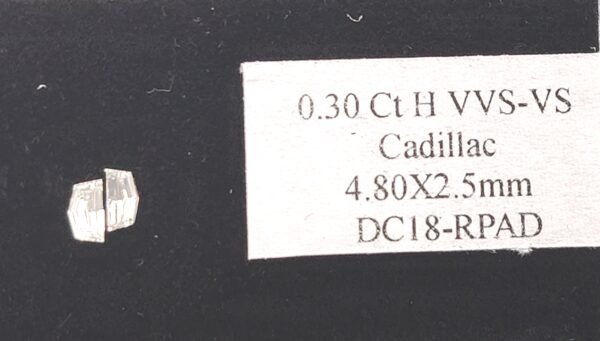 0.30 Ct H VVS-VS
Cadillac
4.80X2.5mm
DC18-RPAD